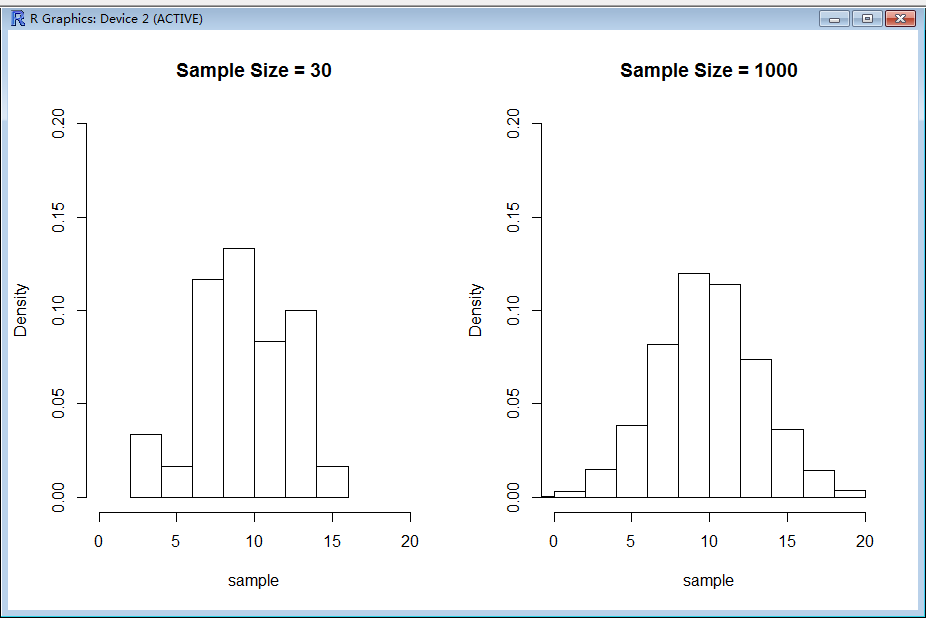 R Graphics: Device 2 (ACTIVE)
Sample Size = 30
Density
0.20
0.15
0.10
0.05
0.00
0 5 10 15 20
sample
Sample Size = 1000
Density
0.20
0.15
0.10
0.05
0.00
0 5 10 15 20
sample